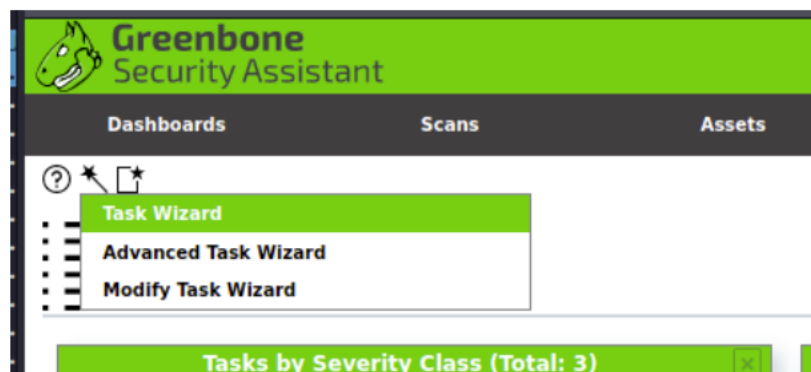 Greenbone
Security Assistant
Dashboards Scans Assets
?
Task Wizard
Advanced Task Wizard
Modify Task Wizard
Tasks by Severity Class (Total: 3)